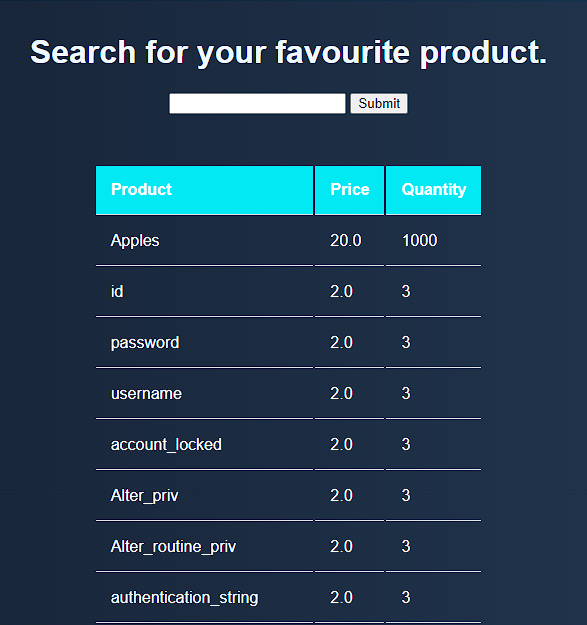 Search for your favourite product.
Submit
Product Price Quantity
Apples 20.0 1000
id 2.0 3
password 2.0 3
username 2.0 3
account_locked 2.0 3
Alter_priv 2.0 3
Alter_routine_priv 2.0 3
authentication_string 2.0 3